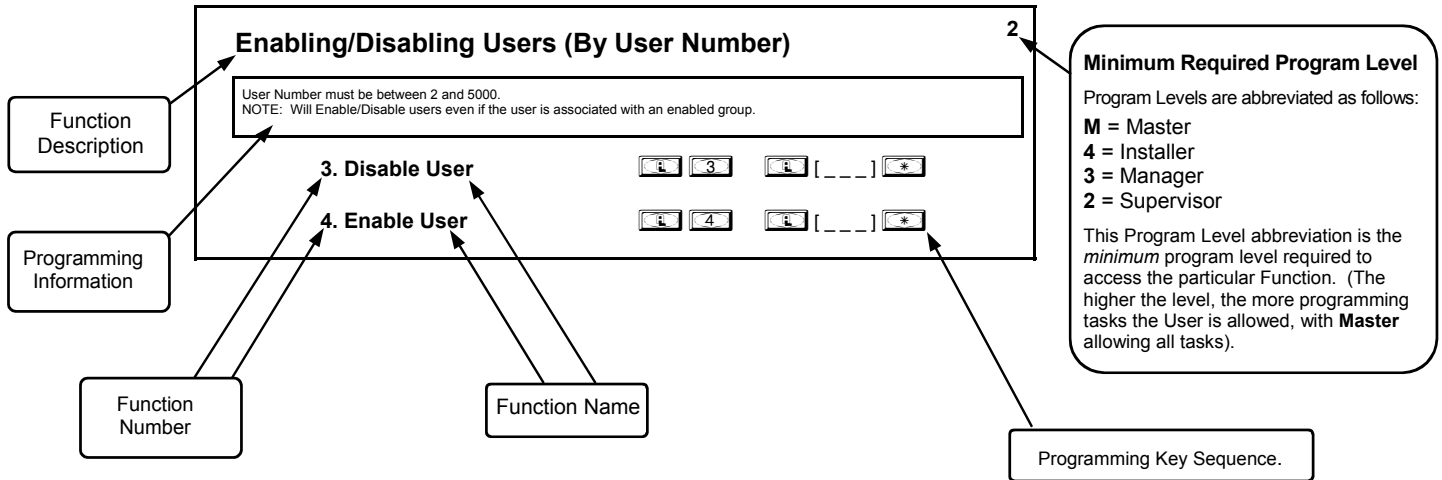 Enabling/Disabling Users (By User Number)
2
User Number must be between 2 and 5000.
NOTE: Will Enable/Disable users even if the user is associated with an enabled group.
3. Disable User
3 [ _ _ _ ] *
4. Enable User
4 [ _ _ _ ] *
Function
Description
Programming
Information
Function
Number
Function Name
Programming Key Sequence.
Minimum Required Program Level
Program Levels are abbreviated as follows:
M = Master
4 = Installer
3 = Manager
2 = Supervisor
This Program Level abbreviation is the
minimum program level required to
access the particular Function. (The
higher the level, the more programming
tasks the User is allowed, with Master
allowing all tasks).